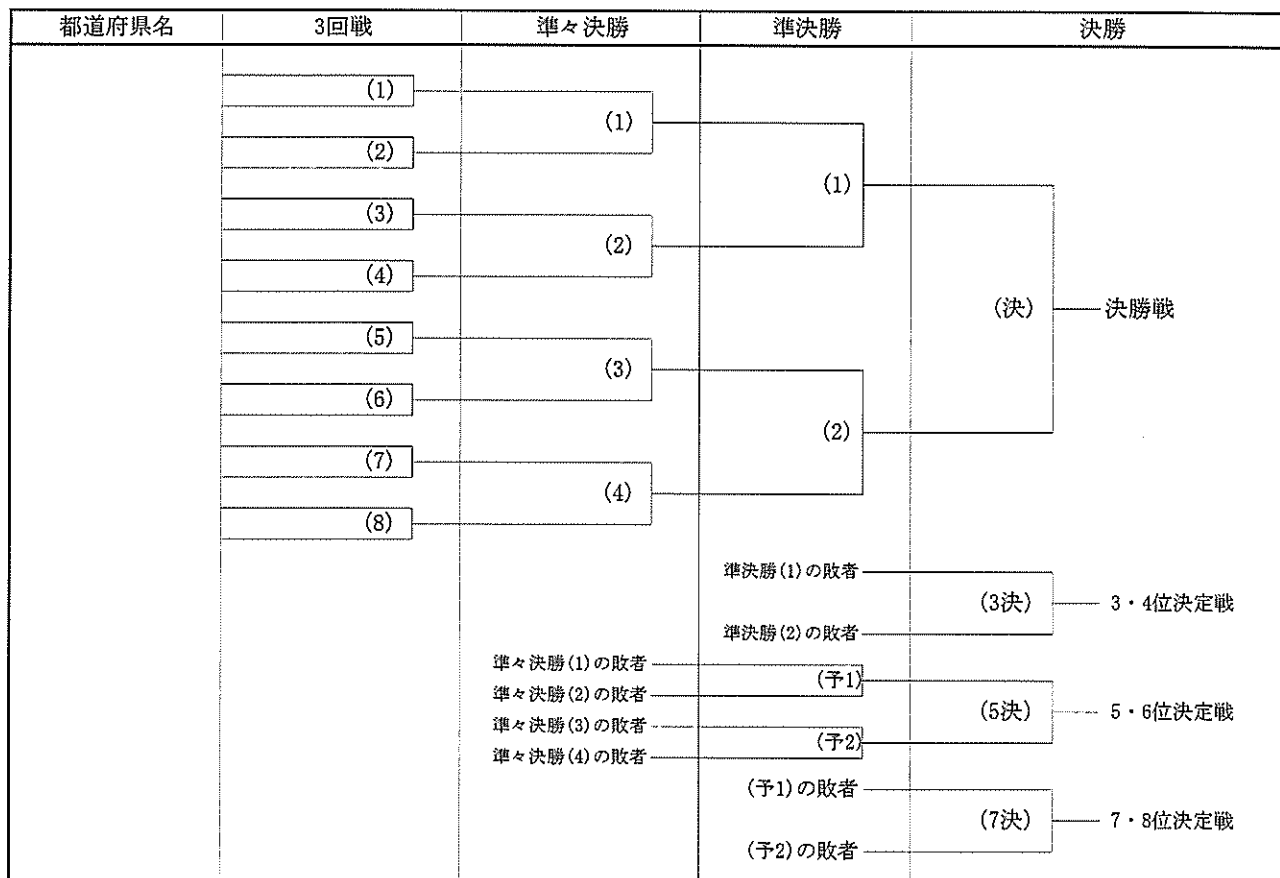 都道府県名 3回戦 準々決勝 準決勝 決勝
(1)
(1)
(2)
(1)
(3)
(2)
(4)
(決) 決勝戦
(5)
(3)
(6)
(2)
(7)
(4)
(8)
準決勝(1)の敗者
(3決) 3・4位決定戦
準決勝(2)の敗者
準々決勝(1)の敗者
(予1)
準々決勝(2)の敗者
(5決) 5・6位決定戦
準々決勝(3)の敗者
(予2)
準々決勝(4)の敗者
(予1)の敗者
(7決) 7・8位決定戦
(予2)の敗者